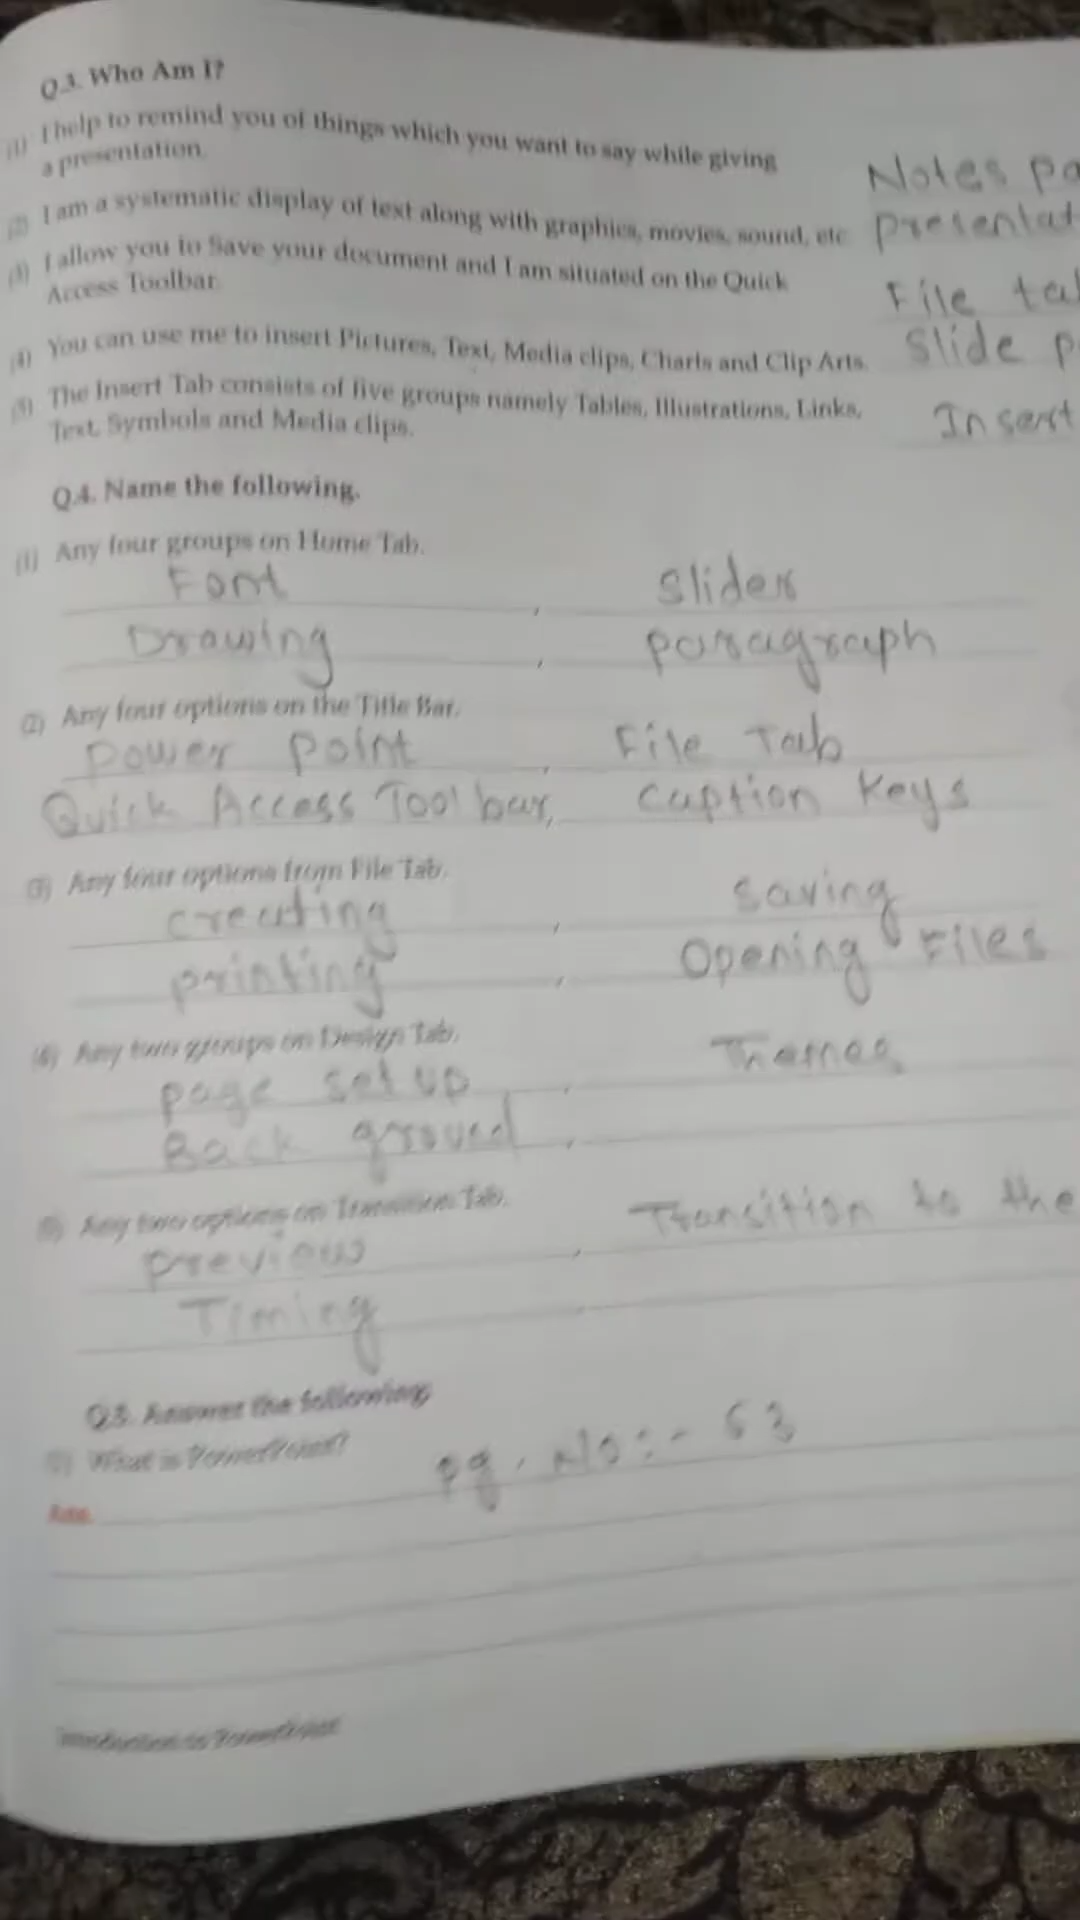 Q.3. Who Am I?
(1) I help to remind you of things which you want to say while giving
a presentation.
Notes pa
(2) I am a systematic display of text along with graphics, movies, sound, etc
presentat
(3) I allow you to Save your document and I am situated on the Quick
Access Toolbar.
File ta
(4) You can use me to insert Pictures, Text, Media clips, Charts and Clip Arts.
Slide p
(5) The Insert Tab consists of five groups namely Tables, Illustrations, Links,
Text, Symbols and Media clips.
Insert
Q.4. Name the following.
(1) Any four groups on Home Tab.
Font , Slides
Drawing , paragraph
(2) Any four options on the Title Bar.
power point , File Tab
Quick Access Tool bar, caption keys
(3) Any four options from File Tab.
creating , saving
printing , Opening Files
(4) Any two groups on Design Tab.
page set up , Themes
Back groued ,
(5) Any two options on Transition Tab.
preview , Transition to the
Timing
Q.5. Answer the following
(1) What is PowerPoint?
pg. No:- 53
Ans.
Introduction to PowerPoint